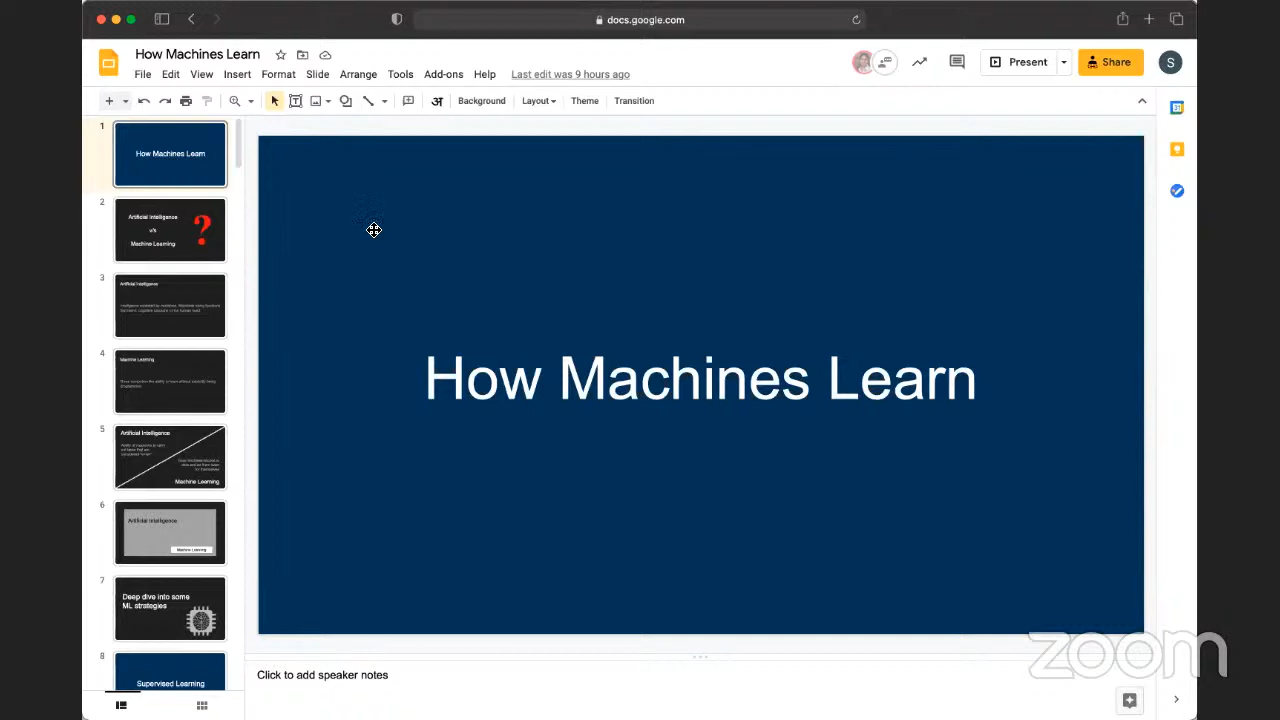 docs.google.com
How Machines Learn
File Edit View Insert Format Slide Arrange Tools Add-ons Help Last edit was 9 hours ago
Present
Share
S
Background Layout Theme Transition
1
How Machines Learn
2
Artificial Intelligence
v/s
Machine Learning
?
3
Artificial Intelligence
4
Machine Learning
5
Artificial Intelligence
Machine Learning
6
Artificial Intelligence
Machine Learning
7
Deep dive into some
ML strategies
8
Supervised Learning
How Machines Learn
Click to add speaker notes
zoom